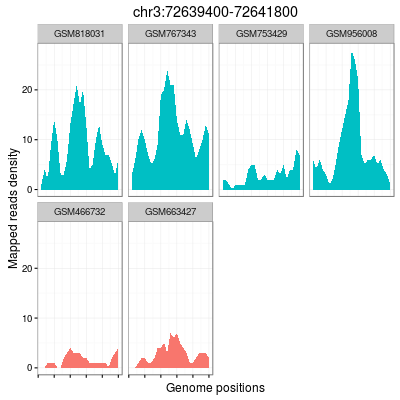 chr3:72639400-72641800
GSM818031 GSM767343 GSM753429 GSM956008
20
10
0
GSM466732 GSM663427
20
10
0
Mapped reads density
Genome positions